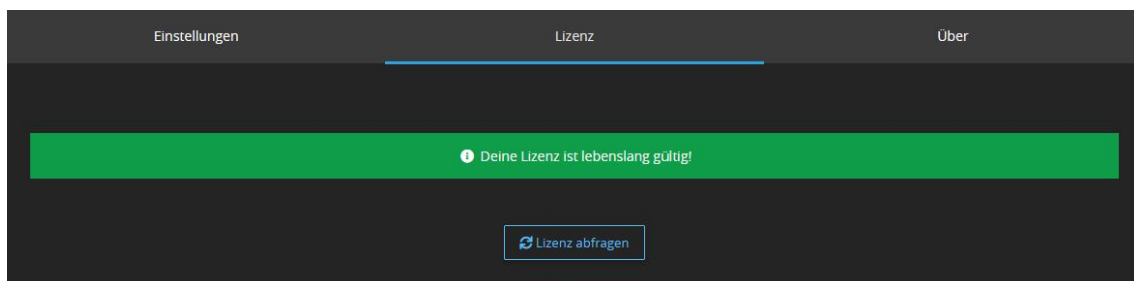 Einstellungen
Lizenz
Über
Deine Lizenz ist lebenslang gültig!
Lizenz abfragen